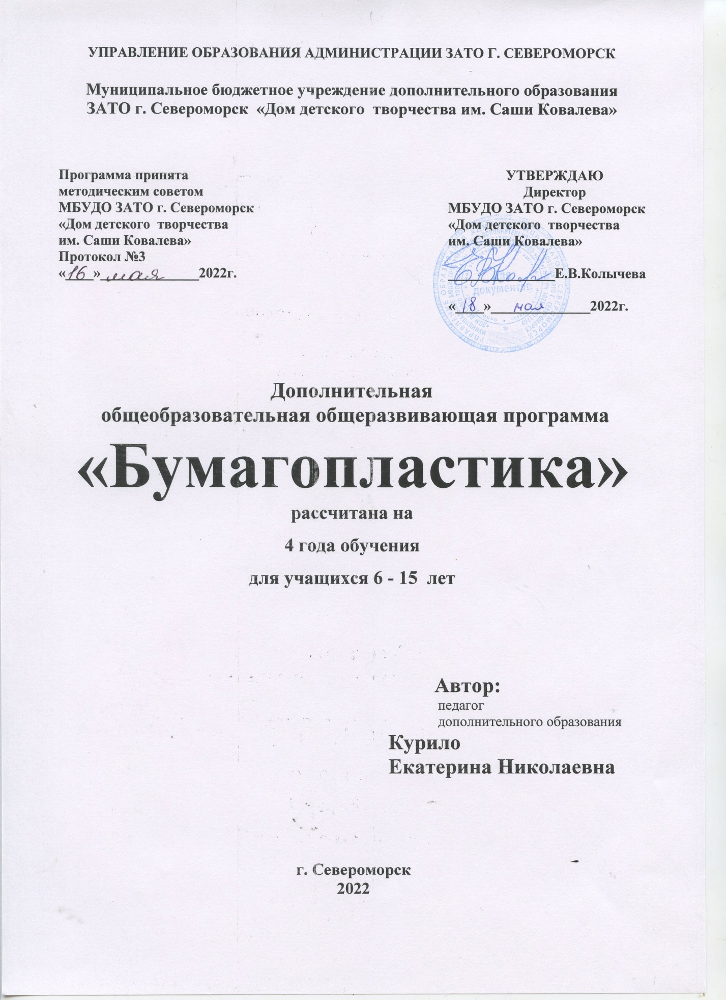 УПРАВЛЕНИЕ ОБРАЗОВАНИЯ АДМИНИСТРАЦИИ ЗАТО Г. СЕВЕРОМОРСК
Муниципальное бюджетное учреждение дополнительного образования
ЗАТО г. Североморск «Дом детского творчества им. Саши Ковалева»
Программа принята
методическим советом
МБУДО ЗАТО г. Североморск
«Дом детского творчества
им. Саши Ковалева»
Протокол №3
«16» мая 2022г.
УТВЕРЖДАЮ
Директор
МБУДО ЗАТО г. Североморск
«Дом детского творчества
им. Саши Ковалева»
Е.В.Колычева
документов
«18» мая 2022г.
Дополнительная
общеобразовательная общеразвивающая программа
«Бумагопластика»
рассчитана на
4 года обучения
для учащихся 6 - 15 лет
Автор:
педагог
дополнительного образования
Курило
Екатерина Николаевна
г. Североморск
2022